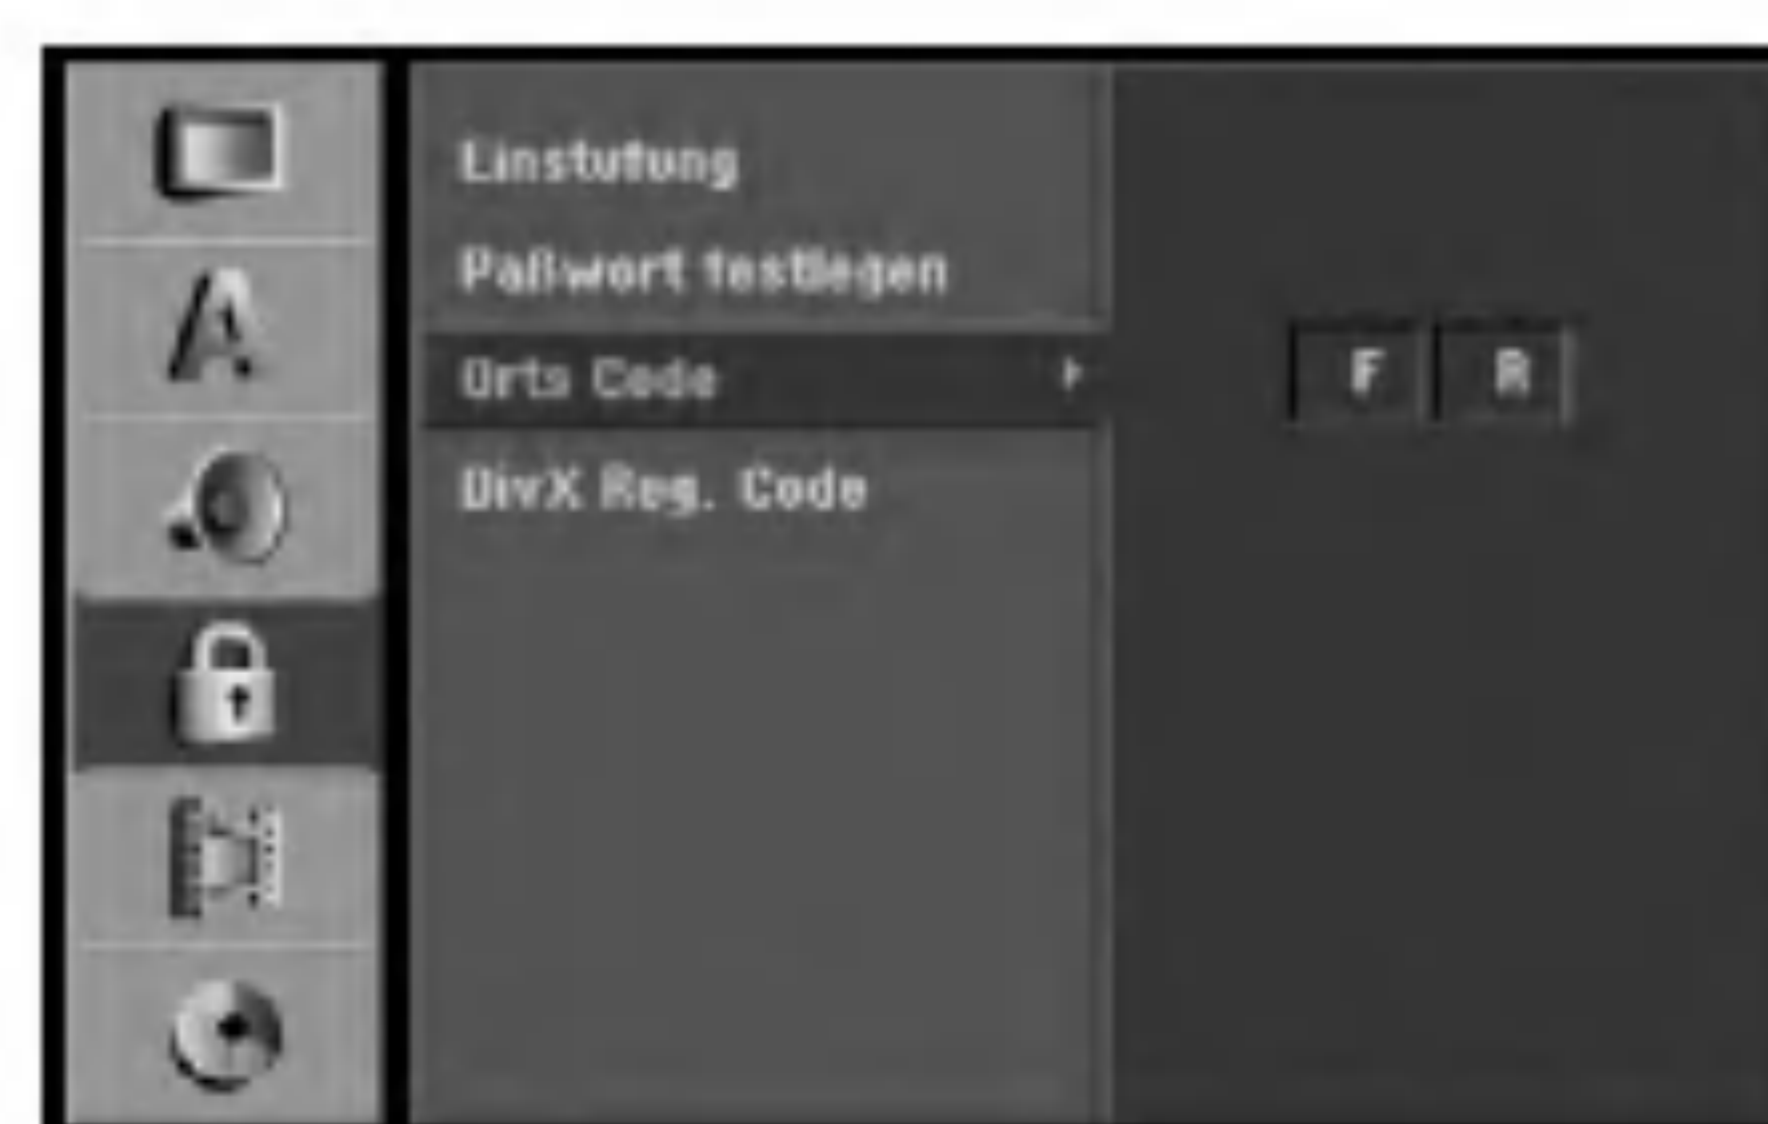 Einstufung
Paßwort festlegen
Orts Code
F R
DivX Reg. Code